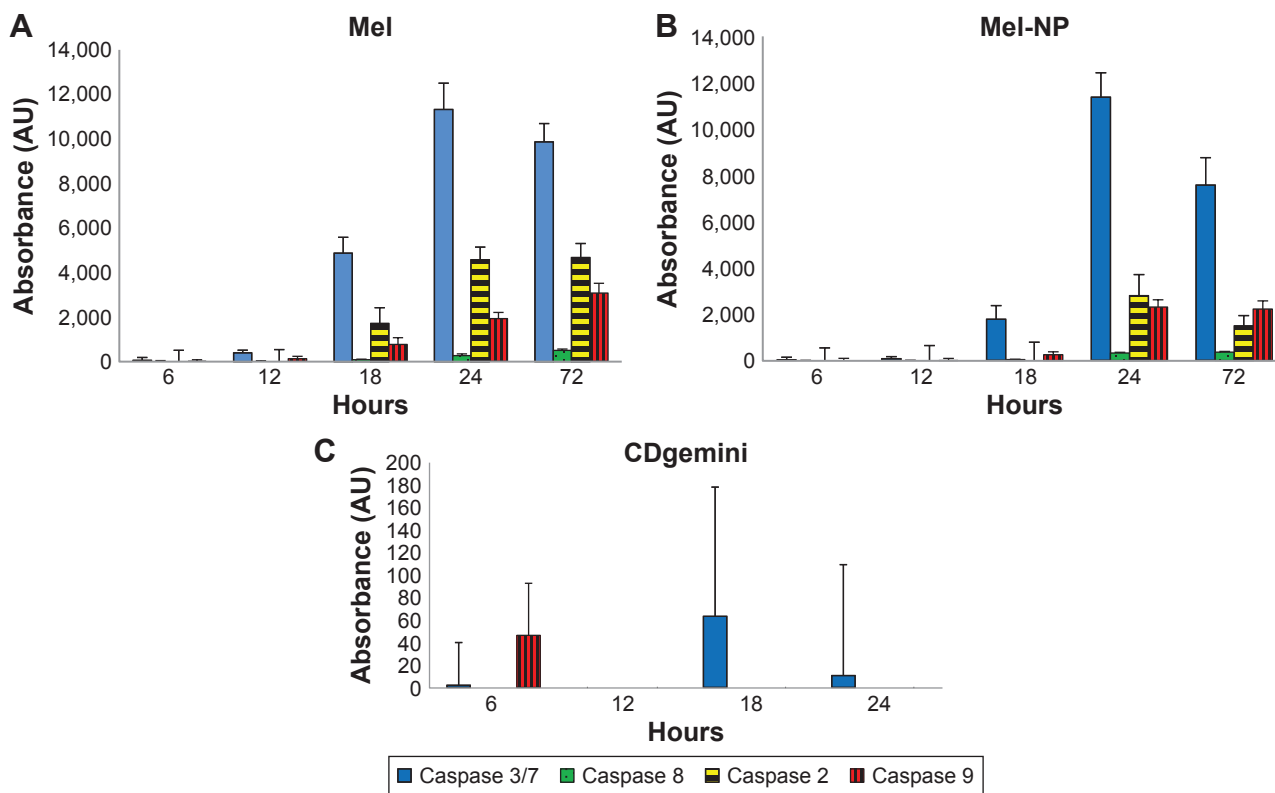 A
Mel
14,000
12,000
10,000
8,000
6,000
4,000
2,000
0
Absorbance (AU)
6 12 18 24 72
Hours
B
Mel-NP
14,000
12,000
10,000
8,000
6,000
4,000
2,000
0
Absorbance (AU)
6 12 18 24 72
Hours
C
CDgemini
200
180
160
140
120
100
80
60
40
20
0
Absorbance (AU)
6 12 18 24
Hours
Caspase 3/7 Caspase 8 Caspase 2 Caspase 9